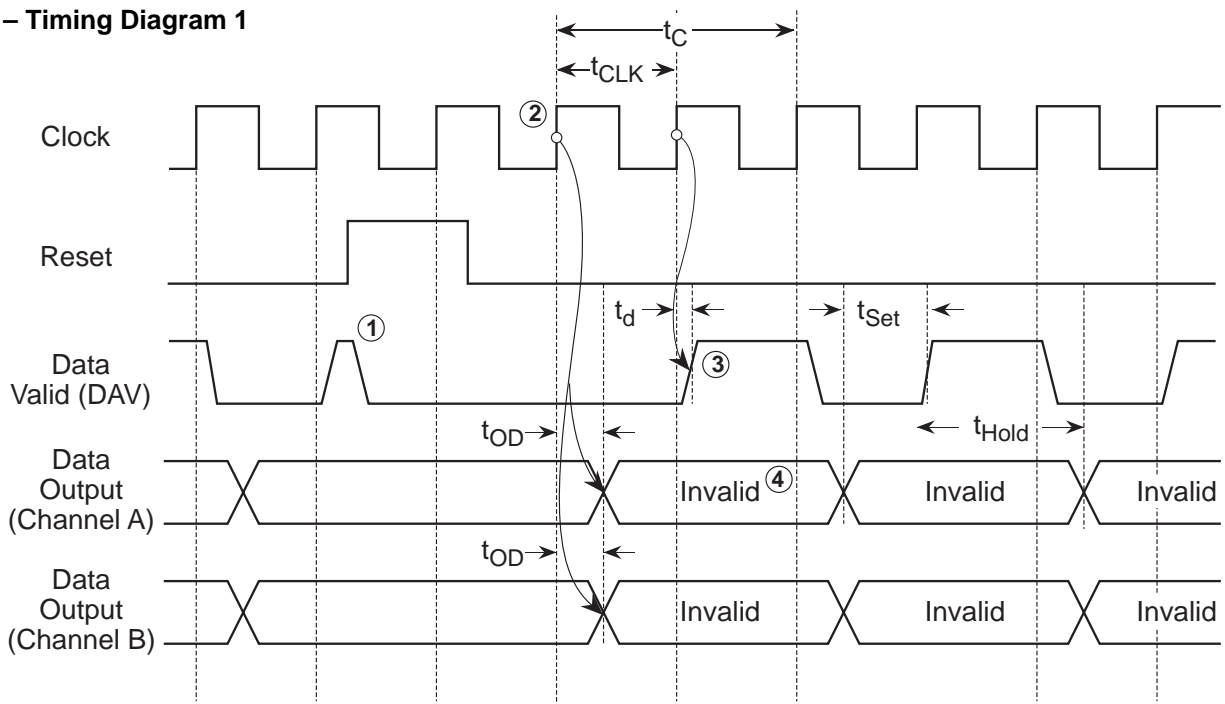 – Timing Diagram 1
tC
tCLK
Clock
②
Reset
td
tSet
Data
Valid (DAV)
①
③
tOD
tHold
Data
Output
(Channel A)
Invalid ④
Invalid
Invalid
tOD
Data
Output
(Channel B)
Invalid
Invalid
Invalid